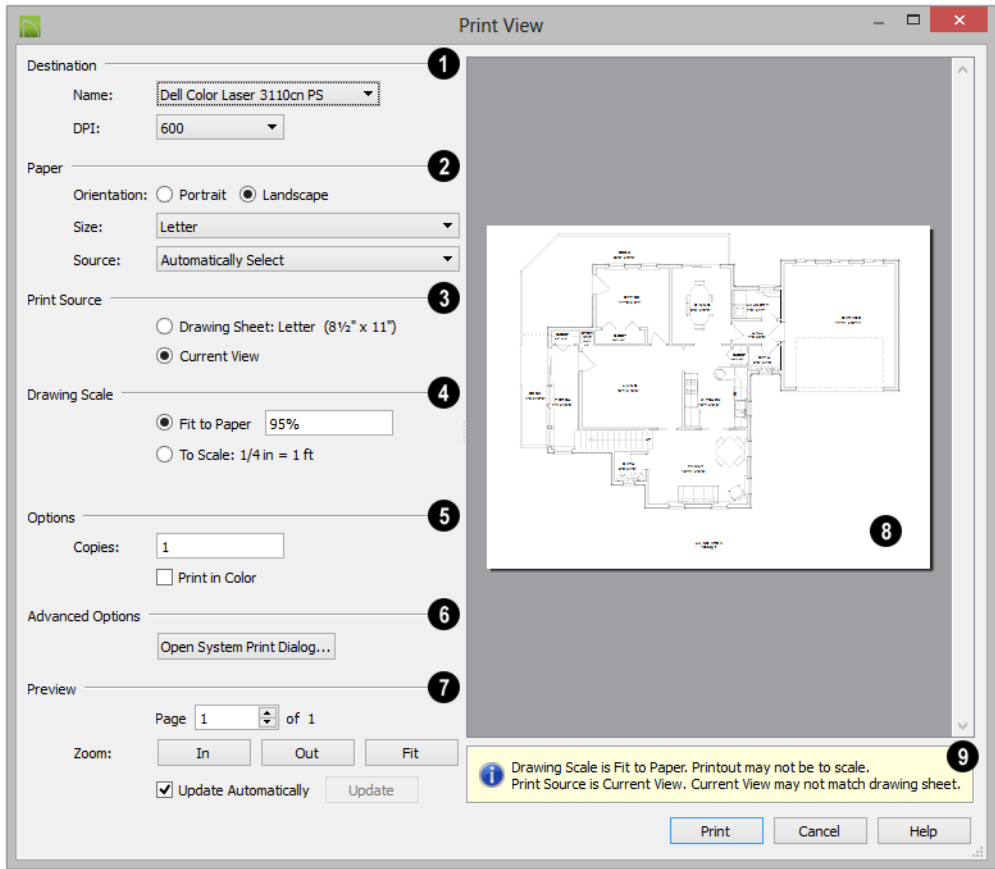 Print View
Destination 1
Name: Dell Color Laser 3110cn PS
DPI: 600
Paper 2
Orientation: Portrait Landscape
Size: Letter
Source: Automatically Select
Print Source 3
Drawing Sheet: Letter (8½" x 11")
Current View
Drawing Scale 4
Fit to Paper 95%
To Scale: 1/4 in = 1 ft
Options 5
Copies: 1
Print in Color
Advanced Options 6
Open System Print Dialog...
Preview 7
Page 1 of 1
Zoom: In Out Fit
Update Automatically Update
8
9
Drawing Scale is Fit to Paper. Printout may not be to scale.
Print Source is Current View. Current View may not match drawing sheet.
Print Cancel Help